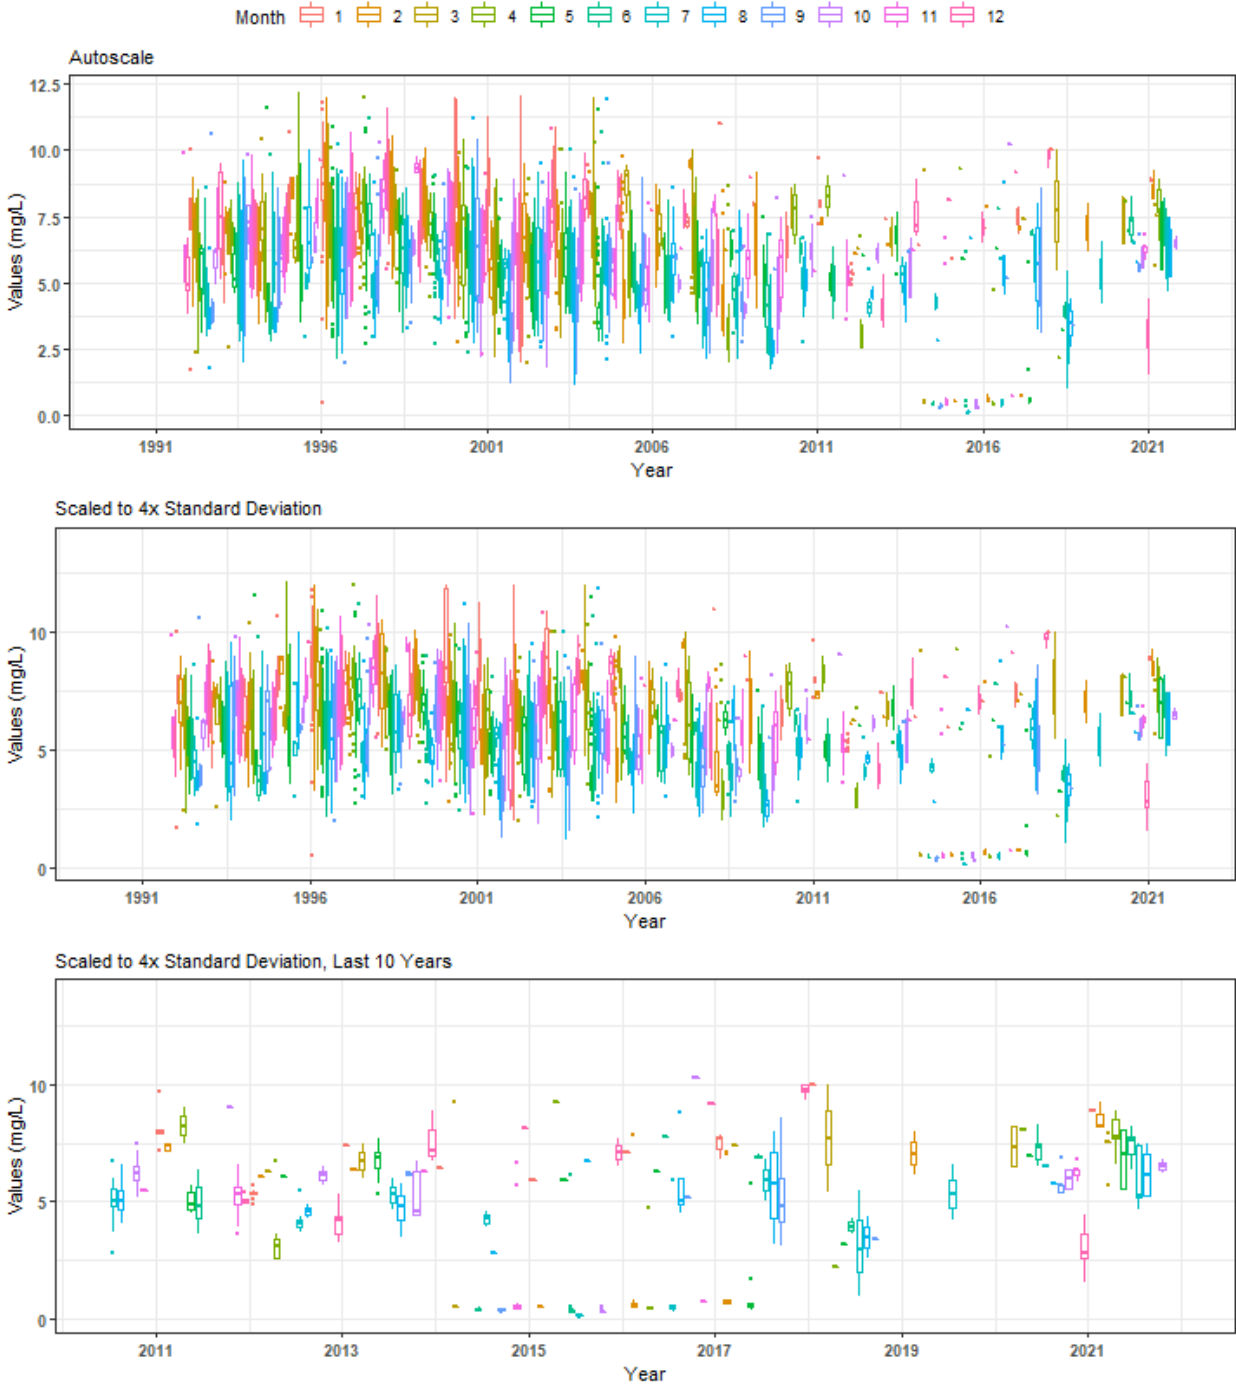 Month 1 2 3 4 5 6 7 8 9 10 11 12
Autoscale
12.5
10.0
7.5
5.0
2.5
0.0
Values (mg/L)
1991 1996 2001 2006 2011 2016 2021
Year
Scaled to 4x Standard Deviation
10
5
0
Values (mg/L)
1991 1996 2001 2006 2011 2016 2021
Year
Scaled to 4x Standard Deviation, Last 10 Years
10
5
0
Values (mg/L)
2011 2013 2015 2017 2019 2021
Year